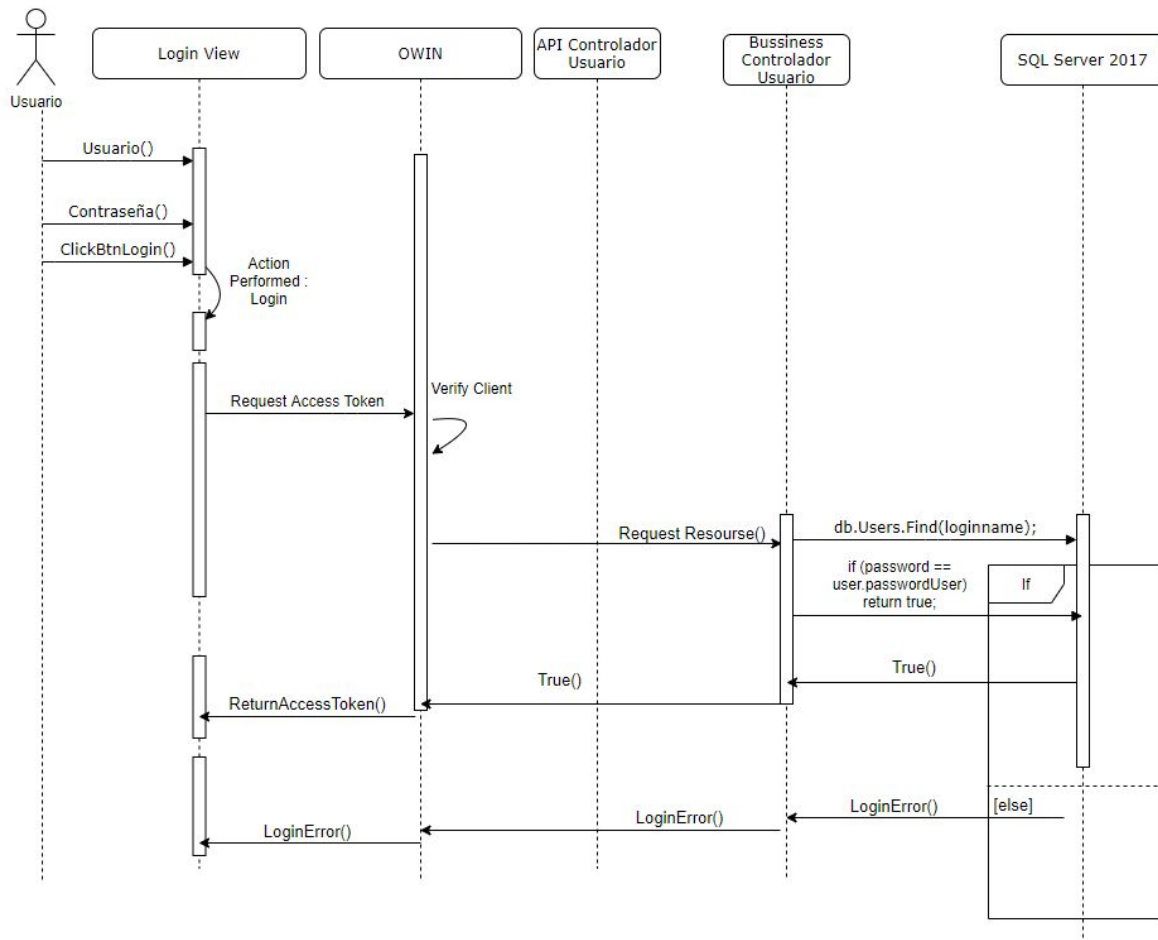 Usuario
Login View
OWIN
API Controlador
Usuario
Bussiness
Controlador
Usuario
SQL Server 2017
Usuario()
Contraseña()
ClickBtnLogin()
Action
Performed :
Login
Request Access Token
Verify Client
Request Resourse()
db.Users.Find(loginname);
if (password ==
user.passwordUser)
return true;
If
True()
True()
ReturnAccessToken()
[else]
LoginError()
LoginError()
LoginError()